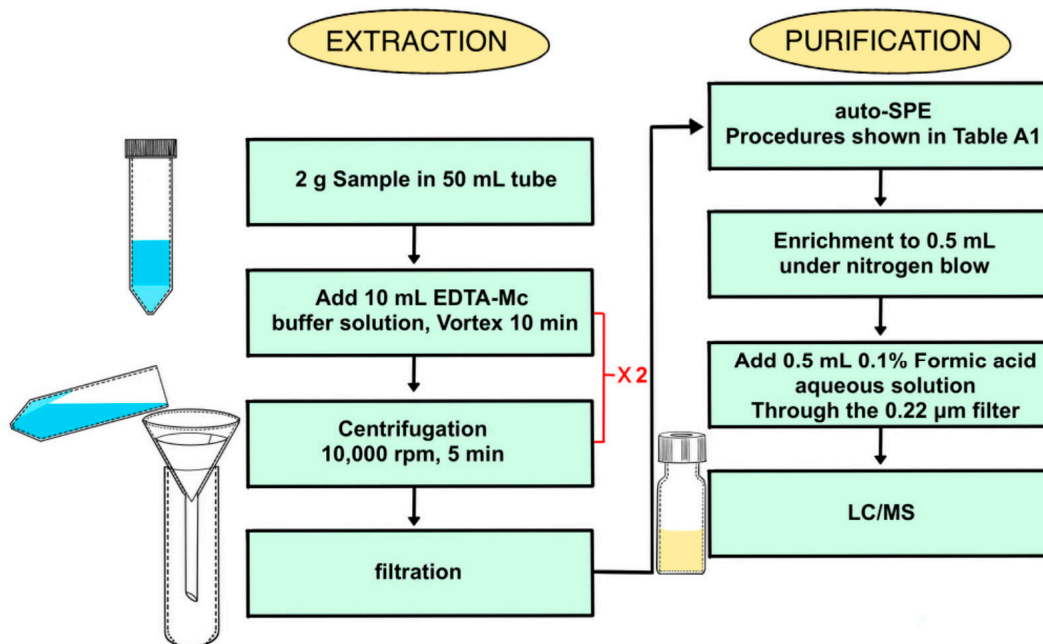 EXTRACTION
2 g Sample in 50 mL tube
Add 10 mL EDTA-Mc
buffer solution, Vortex 10 min
X 2
Centrifugation
10,000 rpm, 5 min
filtration
PURIFICATION
auto-SPE
Procedures shown in Table A1
Enrichment to 0.5 mL
under nitrogen blow
Add 0.5 mL 0.1% Formic acid
aqueous solution
Through the 0.22 μm filter
LC/MS